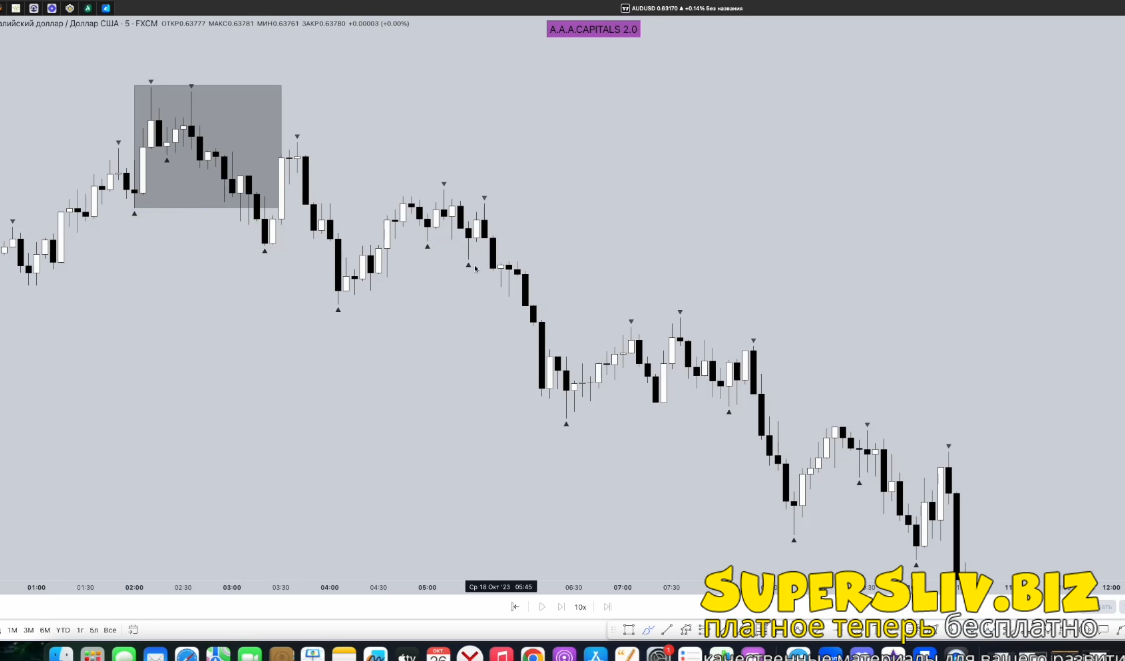 AUDUSD 0.63170 ▲ +0.14% Без названия
алийский доллар / Доллар США · 5 · FXCM ОТКР0.63777 МАКС0.63781 МИН0.63761 ЗАКР0.63780 +0.00003 (+0.00%)
A.A.A.CAPITALS 2.0
01:00 01:30 02:00 02:30 03:00 03:30 04:00 04:30 05:00 Ср 18 Окт '23 05:45 06:30 07:00 07:30 12:00
10x
SUPERSLIV.BIZ
платное теперь бесплатно
1М 3М 6М YTD 1г 5л Все
качественные материалы для вашего развити